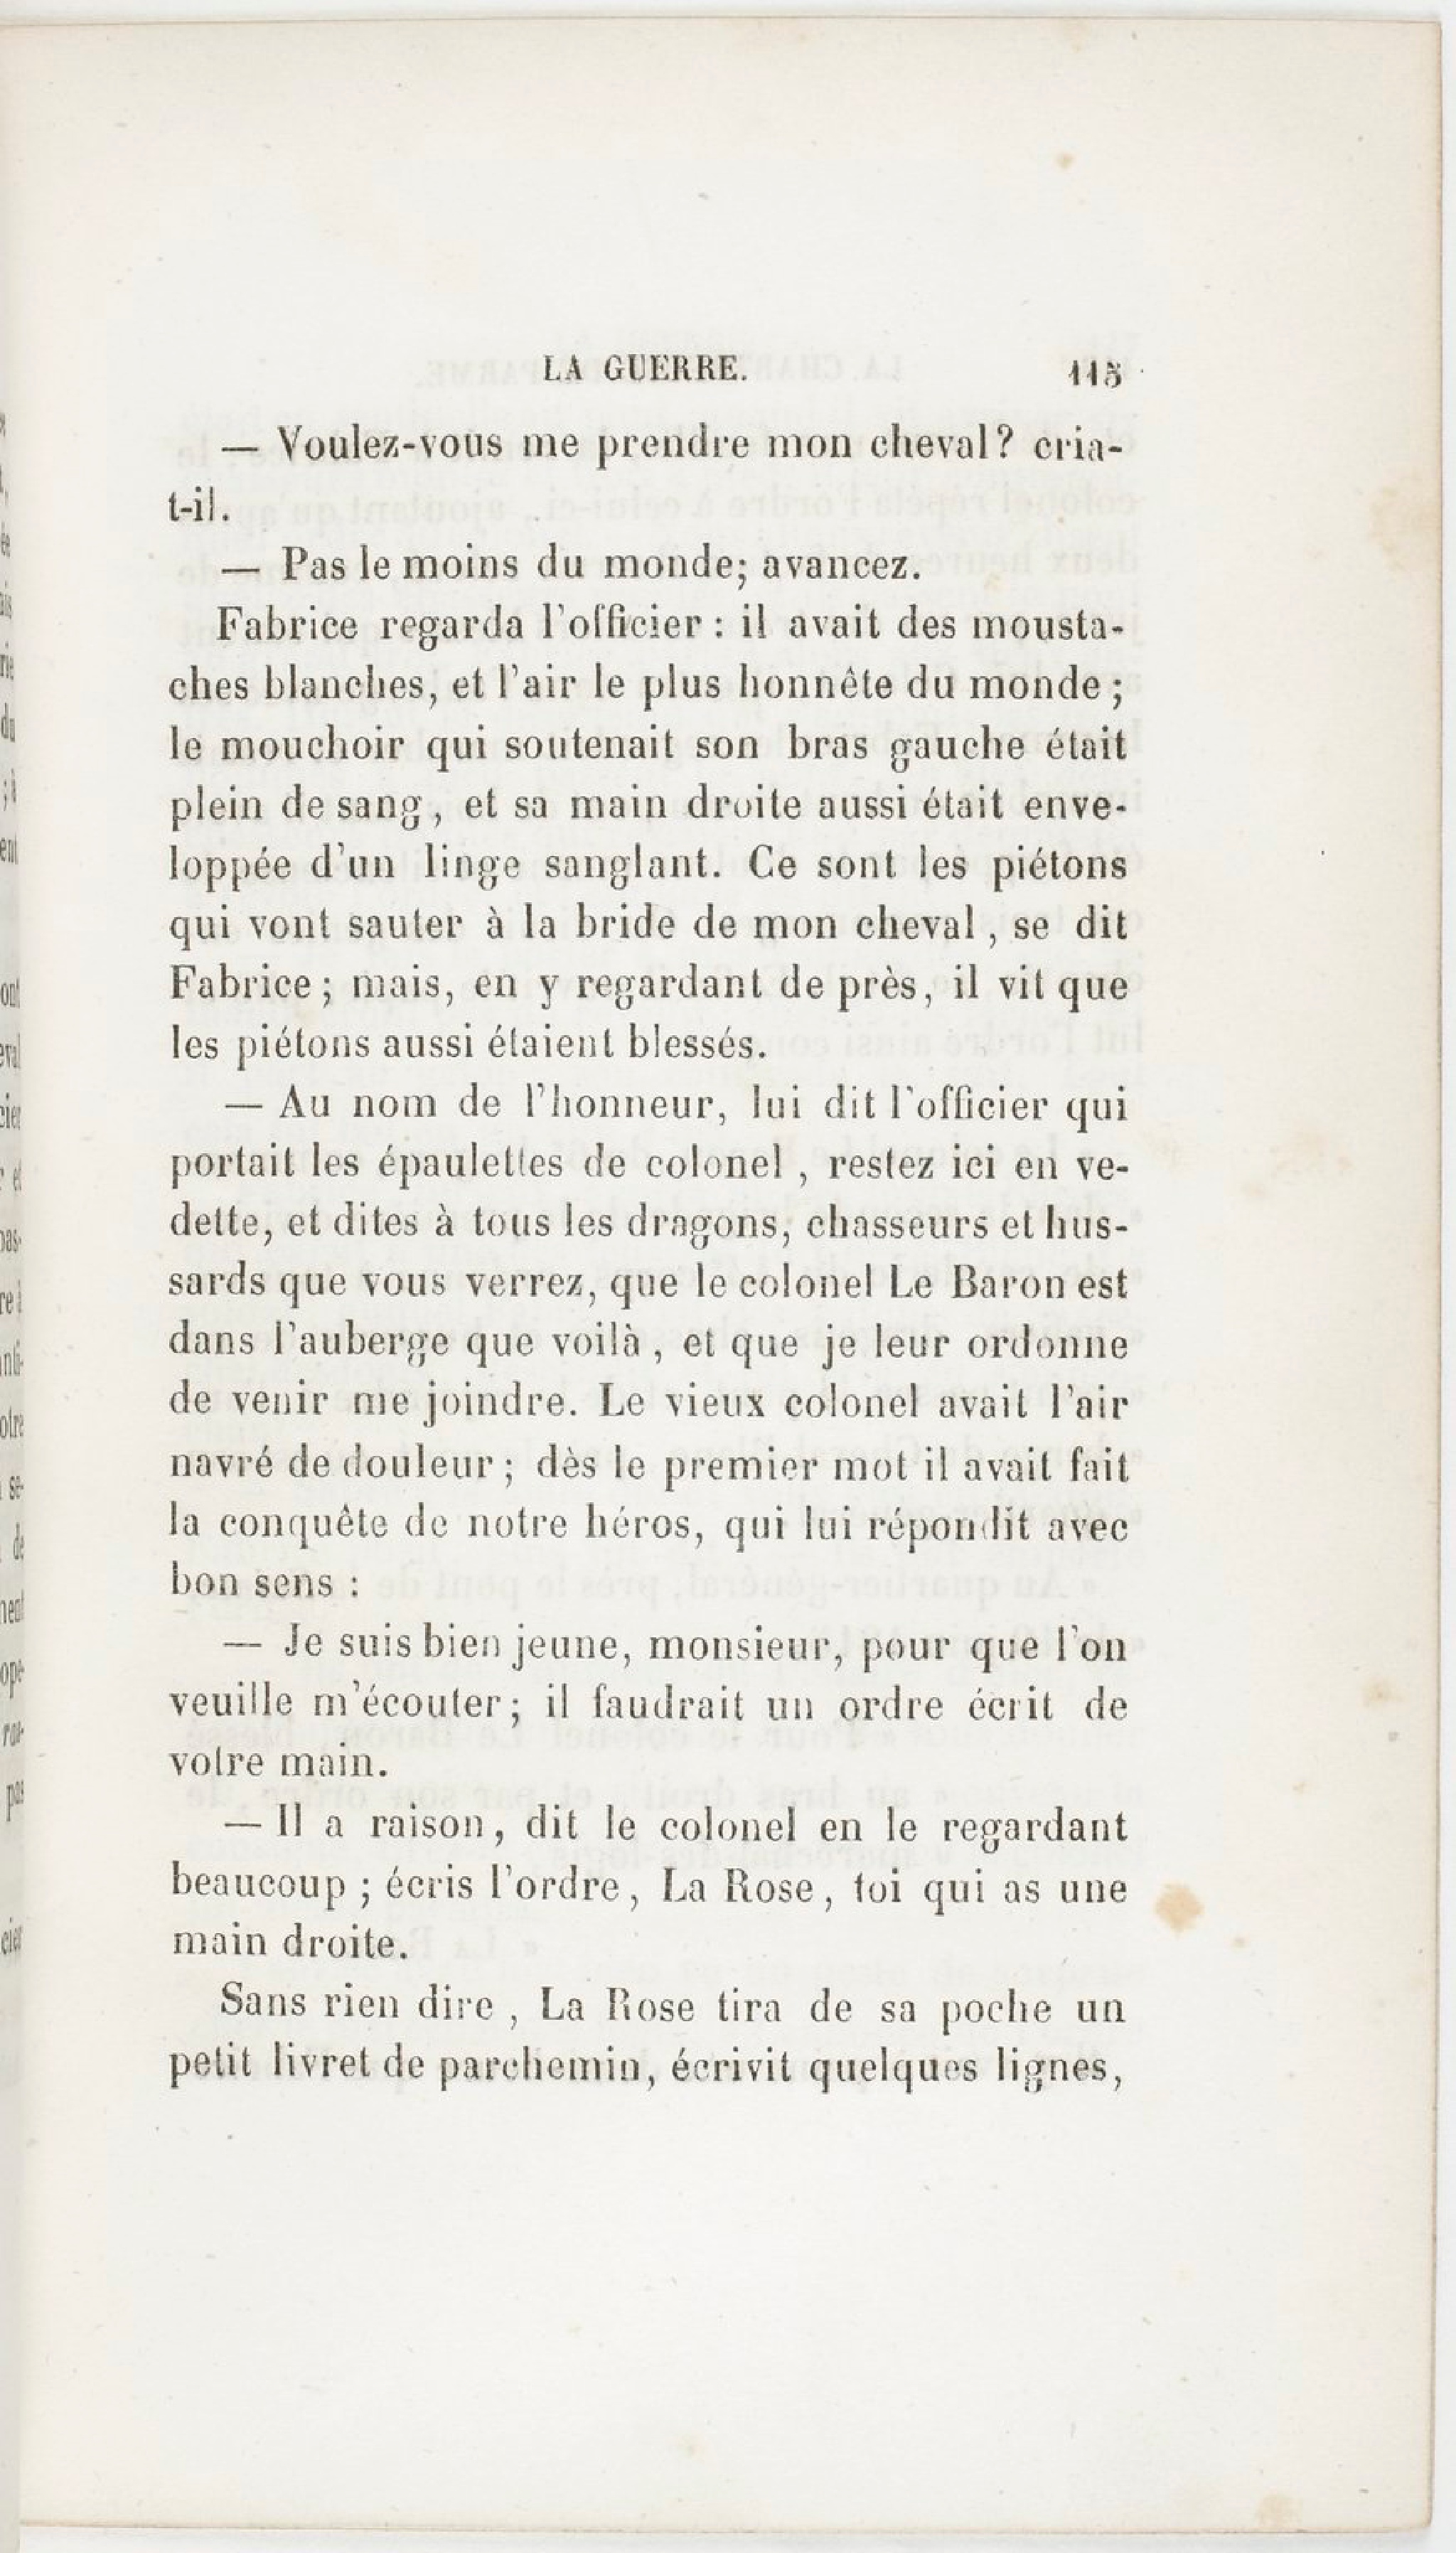 LA GUERRE. 115
— Voulez-vous me prendre mon cheval? cria-
t-il.
— Pas le moins du monde; avancez.
Fabrice regarda l'officier : il avait des mousta-
ches blanches, et l'air le plus honnête du monde ;
le mouchoir qui soutenait son bras gauche était
plein de sang, et sa main droite aussi était enve-
loppée d'un linge sanglant. Ce sont les piétons
qui vont sauter à la bride de mon cheval, se dit
Fabrice ; mais, en y regardant de près, il vit que
les piétons aussi étaient blessés.
— Au nom de l'honneur, lui dit l'officier qui
portait les épaulettes de colonel, restez ici en ve-
dette, et dites à tous les dragons, chasseurs et hus-
sards que vous verrez, que le colonel Le Baron est
dans l'auberge que voilà, et que je leur ordonne
de venir me joindre. Le vieux colonel avait l'air
navré de douleur ; dès le premier mot il avait fait
la conquête de notre héros, qui lui répondit avec
bon sens :
— Je suis bien jeune, monsieur, pour que l'on
veuille m'écouter ; il faudrait un ordre écrit de
votre main.
— Il a raison, dit le colonel en le regardant
beaucoup ; écris l'ordre, La Rose, toi qui as une
main droite.
Sans rien dire, La Rose tira de sa poche un
petit livret de parchemin, écrivit quelques lignes,